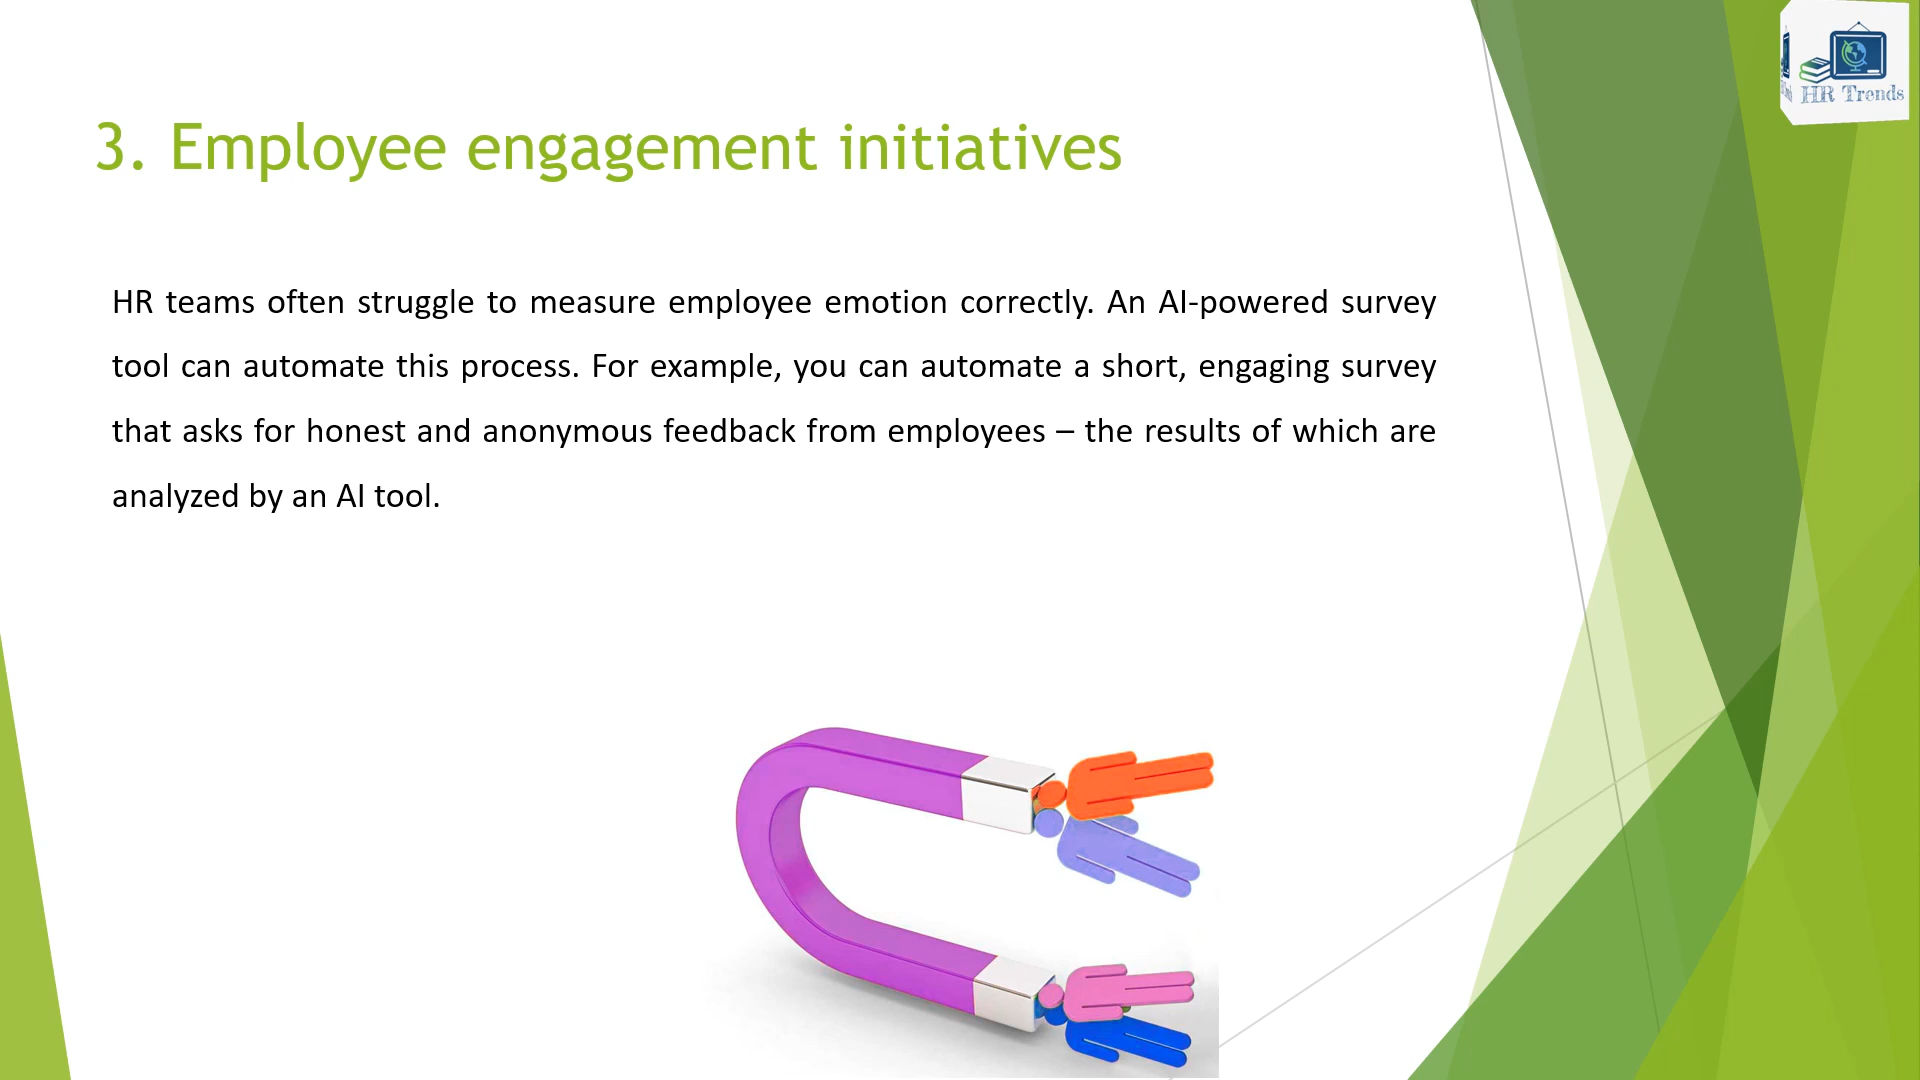 HR Trends
3. Employee engagement initiatives
HR teams often struggle to measure employee emotion correctly. An AI-powered survey
tool can automate this process. For example, you can automate a short, engaging survey
that asks for honest and anonymous feedback from employees – the results of which are
analyzed by an AI tool.